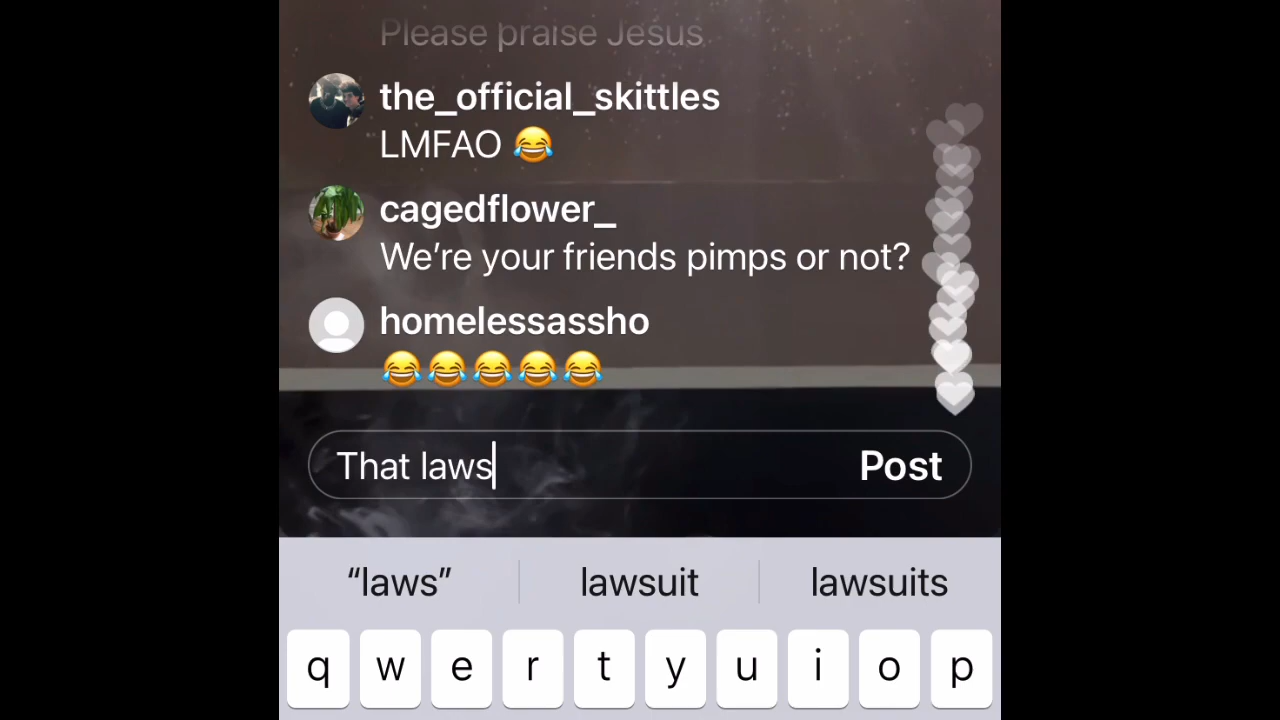 Please praise Jesus
the_official_skittles
LMFAO 😂
cagedflower_
We’re your friends pimps or not?
homelessassho
😂😂😂😂😂
That laws
Post
“laws” lawsuit lawsuits
q w e r t y u i o p